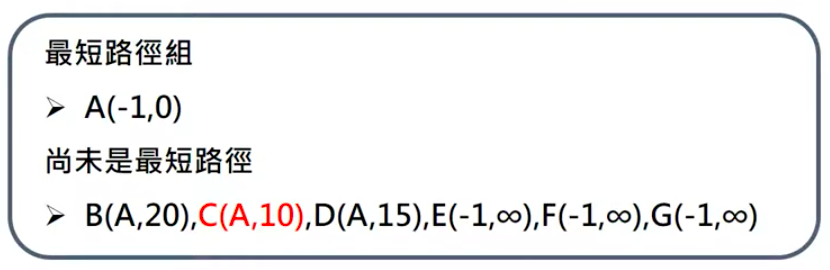 最短路徑組
➢ A(-1,0)
尚未是最短路徑
➢ B(A,20),C(A,10),D(A,15),E(-1,∞),F(-1,∞),G(-1,∞)